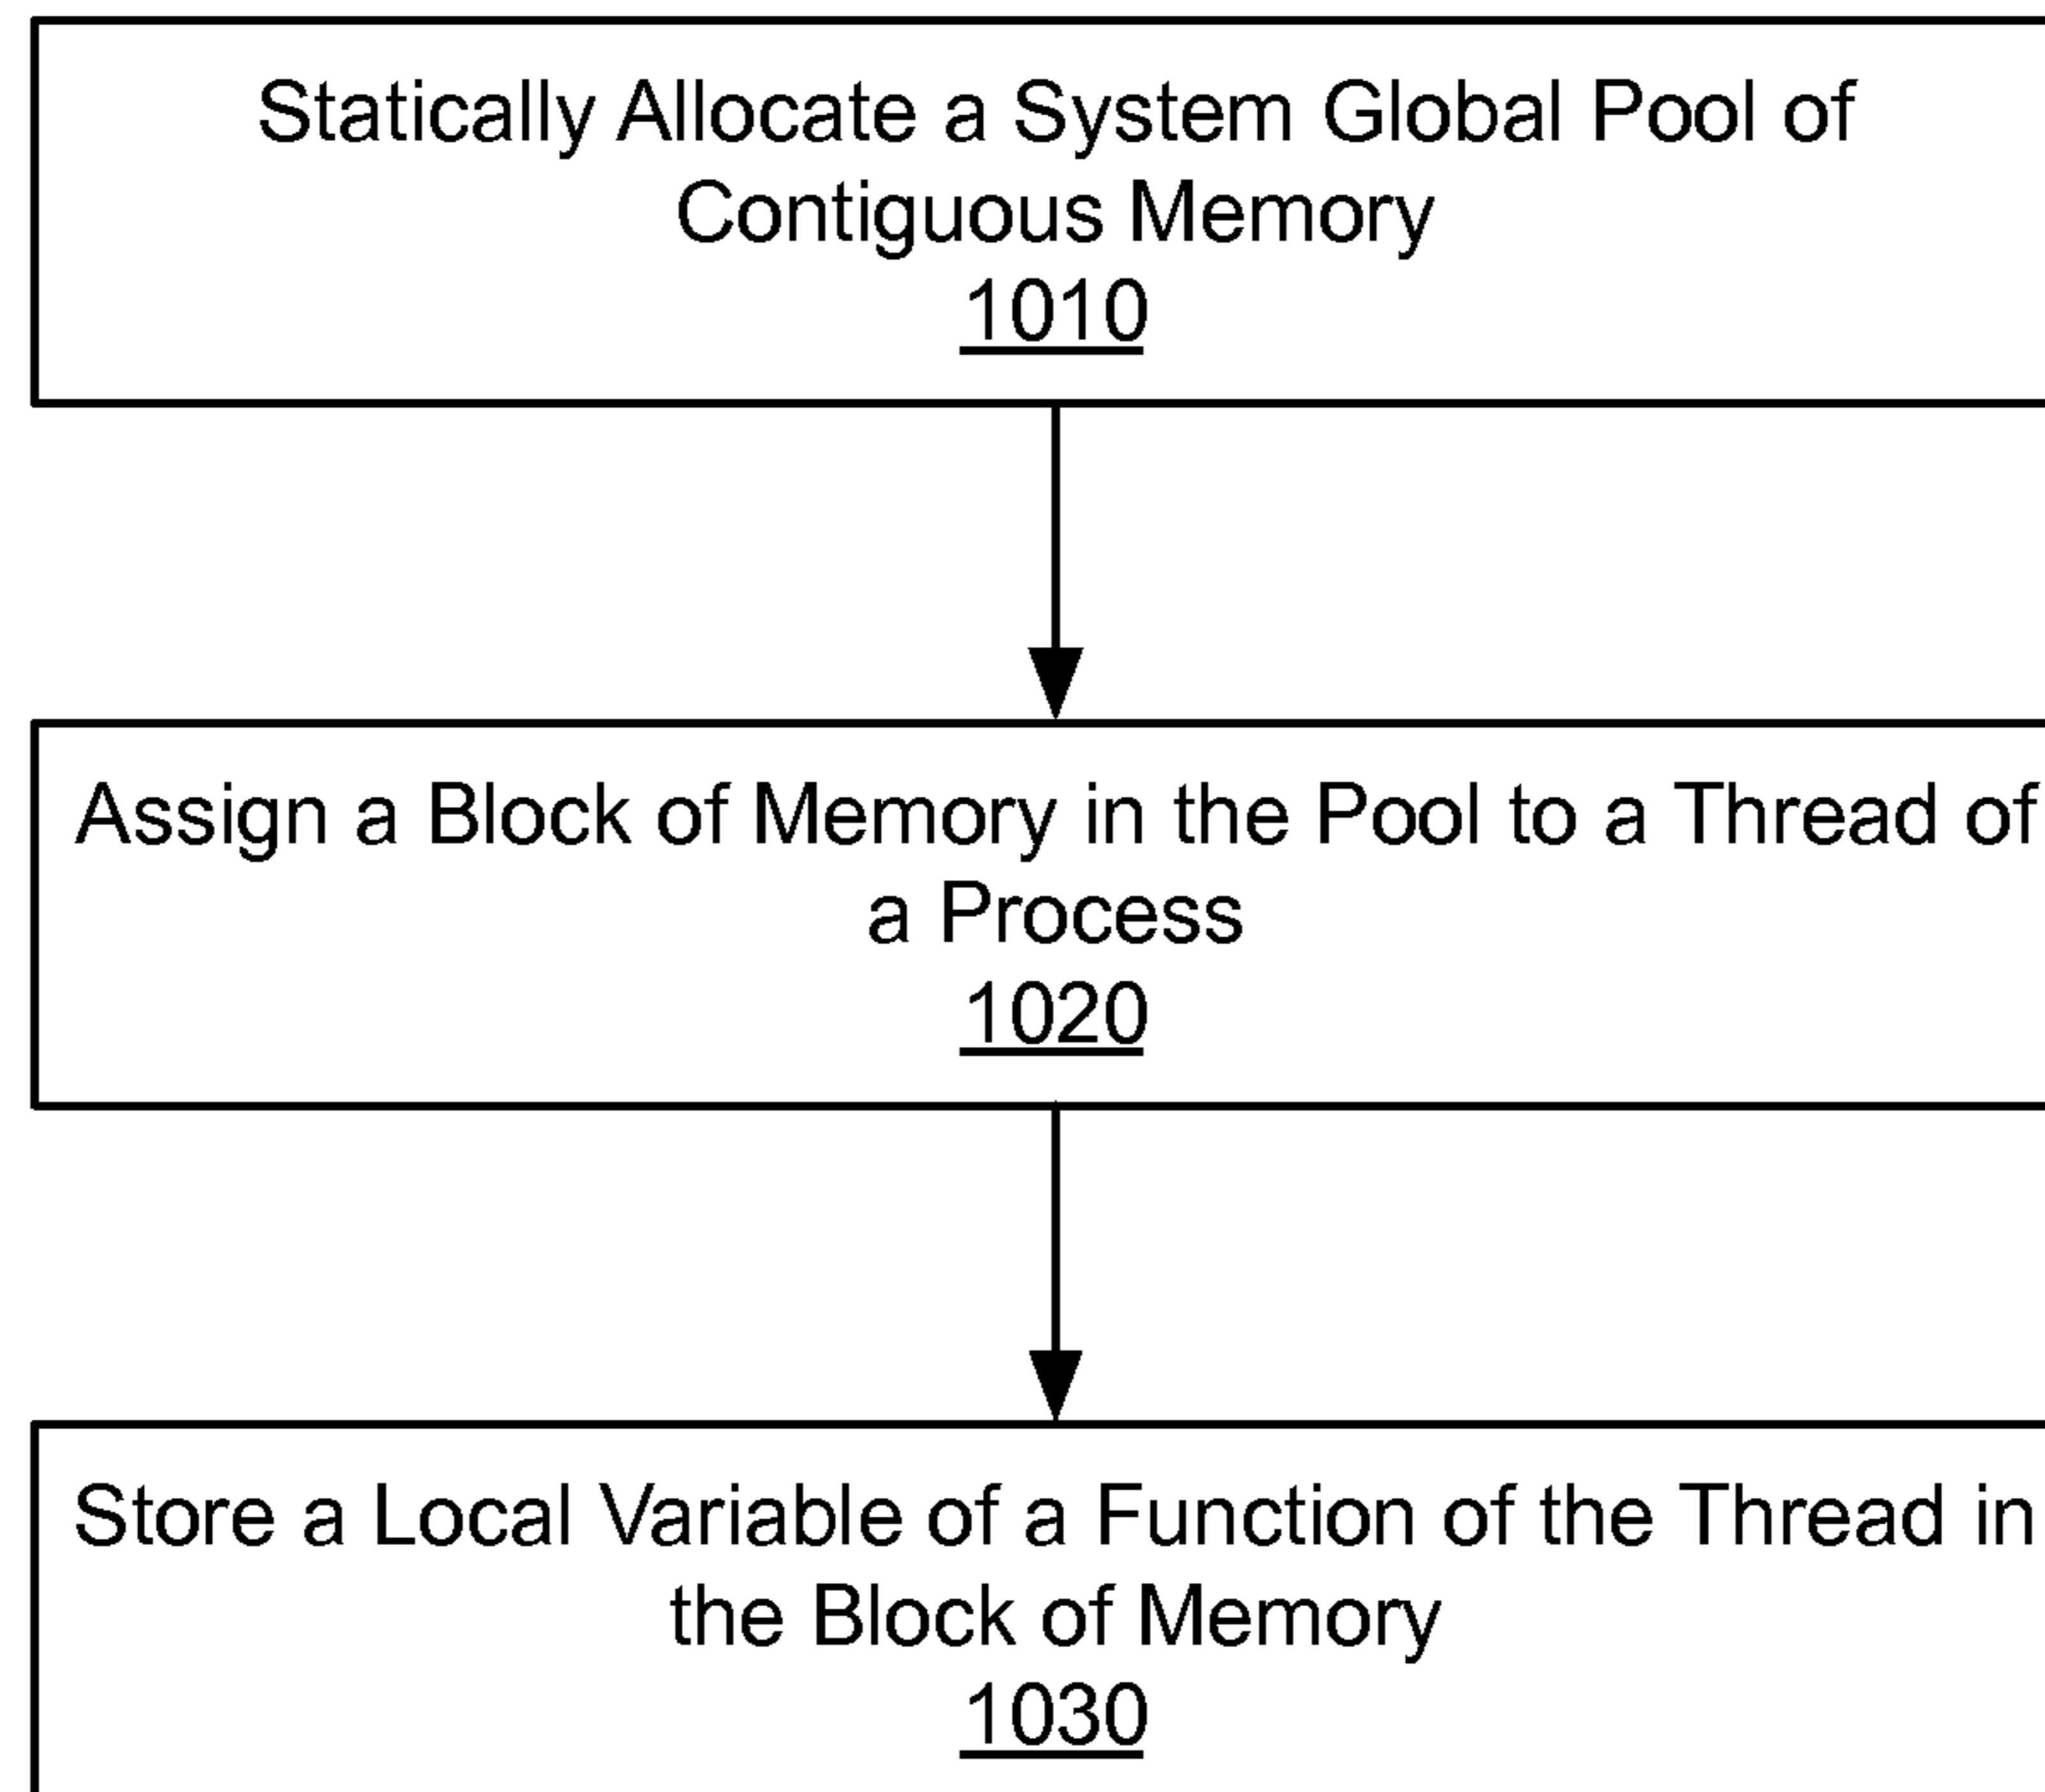 Statically Allocate a System Global Pool of
Contiguous Memory
1010
Assign a Block of Memory in the Pool to a Thread of
a Process
1020
Store a Local Variable of a Function of the Thread in
the Block of Memory
1030